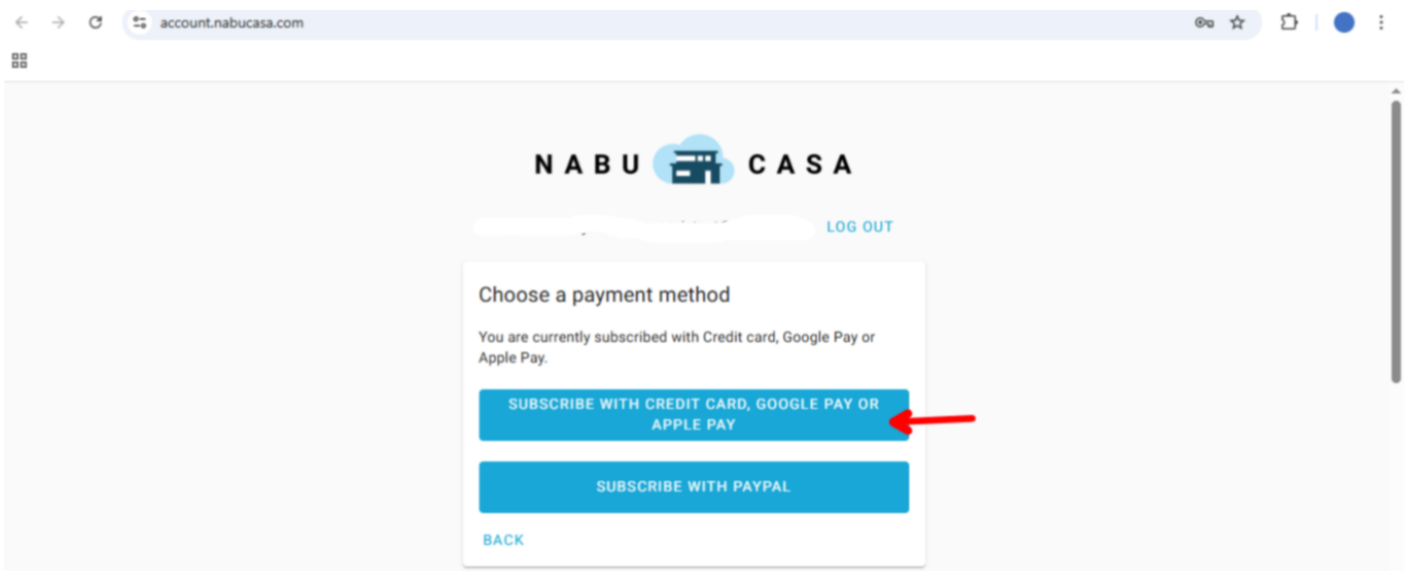 account.nabucasa.com
NABU CASA
LOG OUT
Choose a payment method
You are currently subscribed with Credit card, Google Pay or
Apple Pay.
SUBSCRIBE WITH CREDIT CARD, GOOGLE PAY OR
APPLE PAY
SUBSCRIBE WITH PAYPAL
BACK